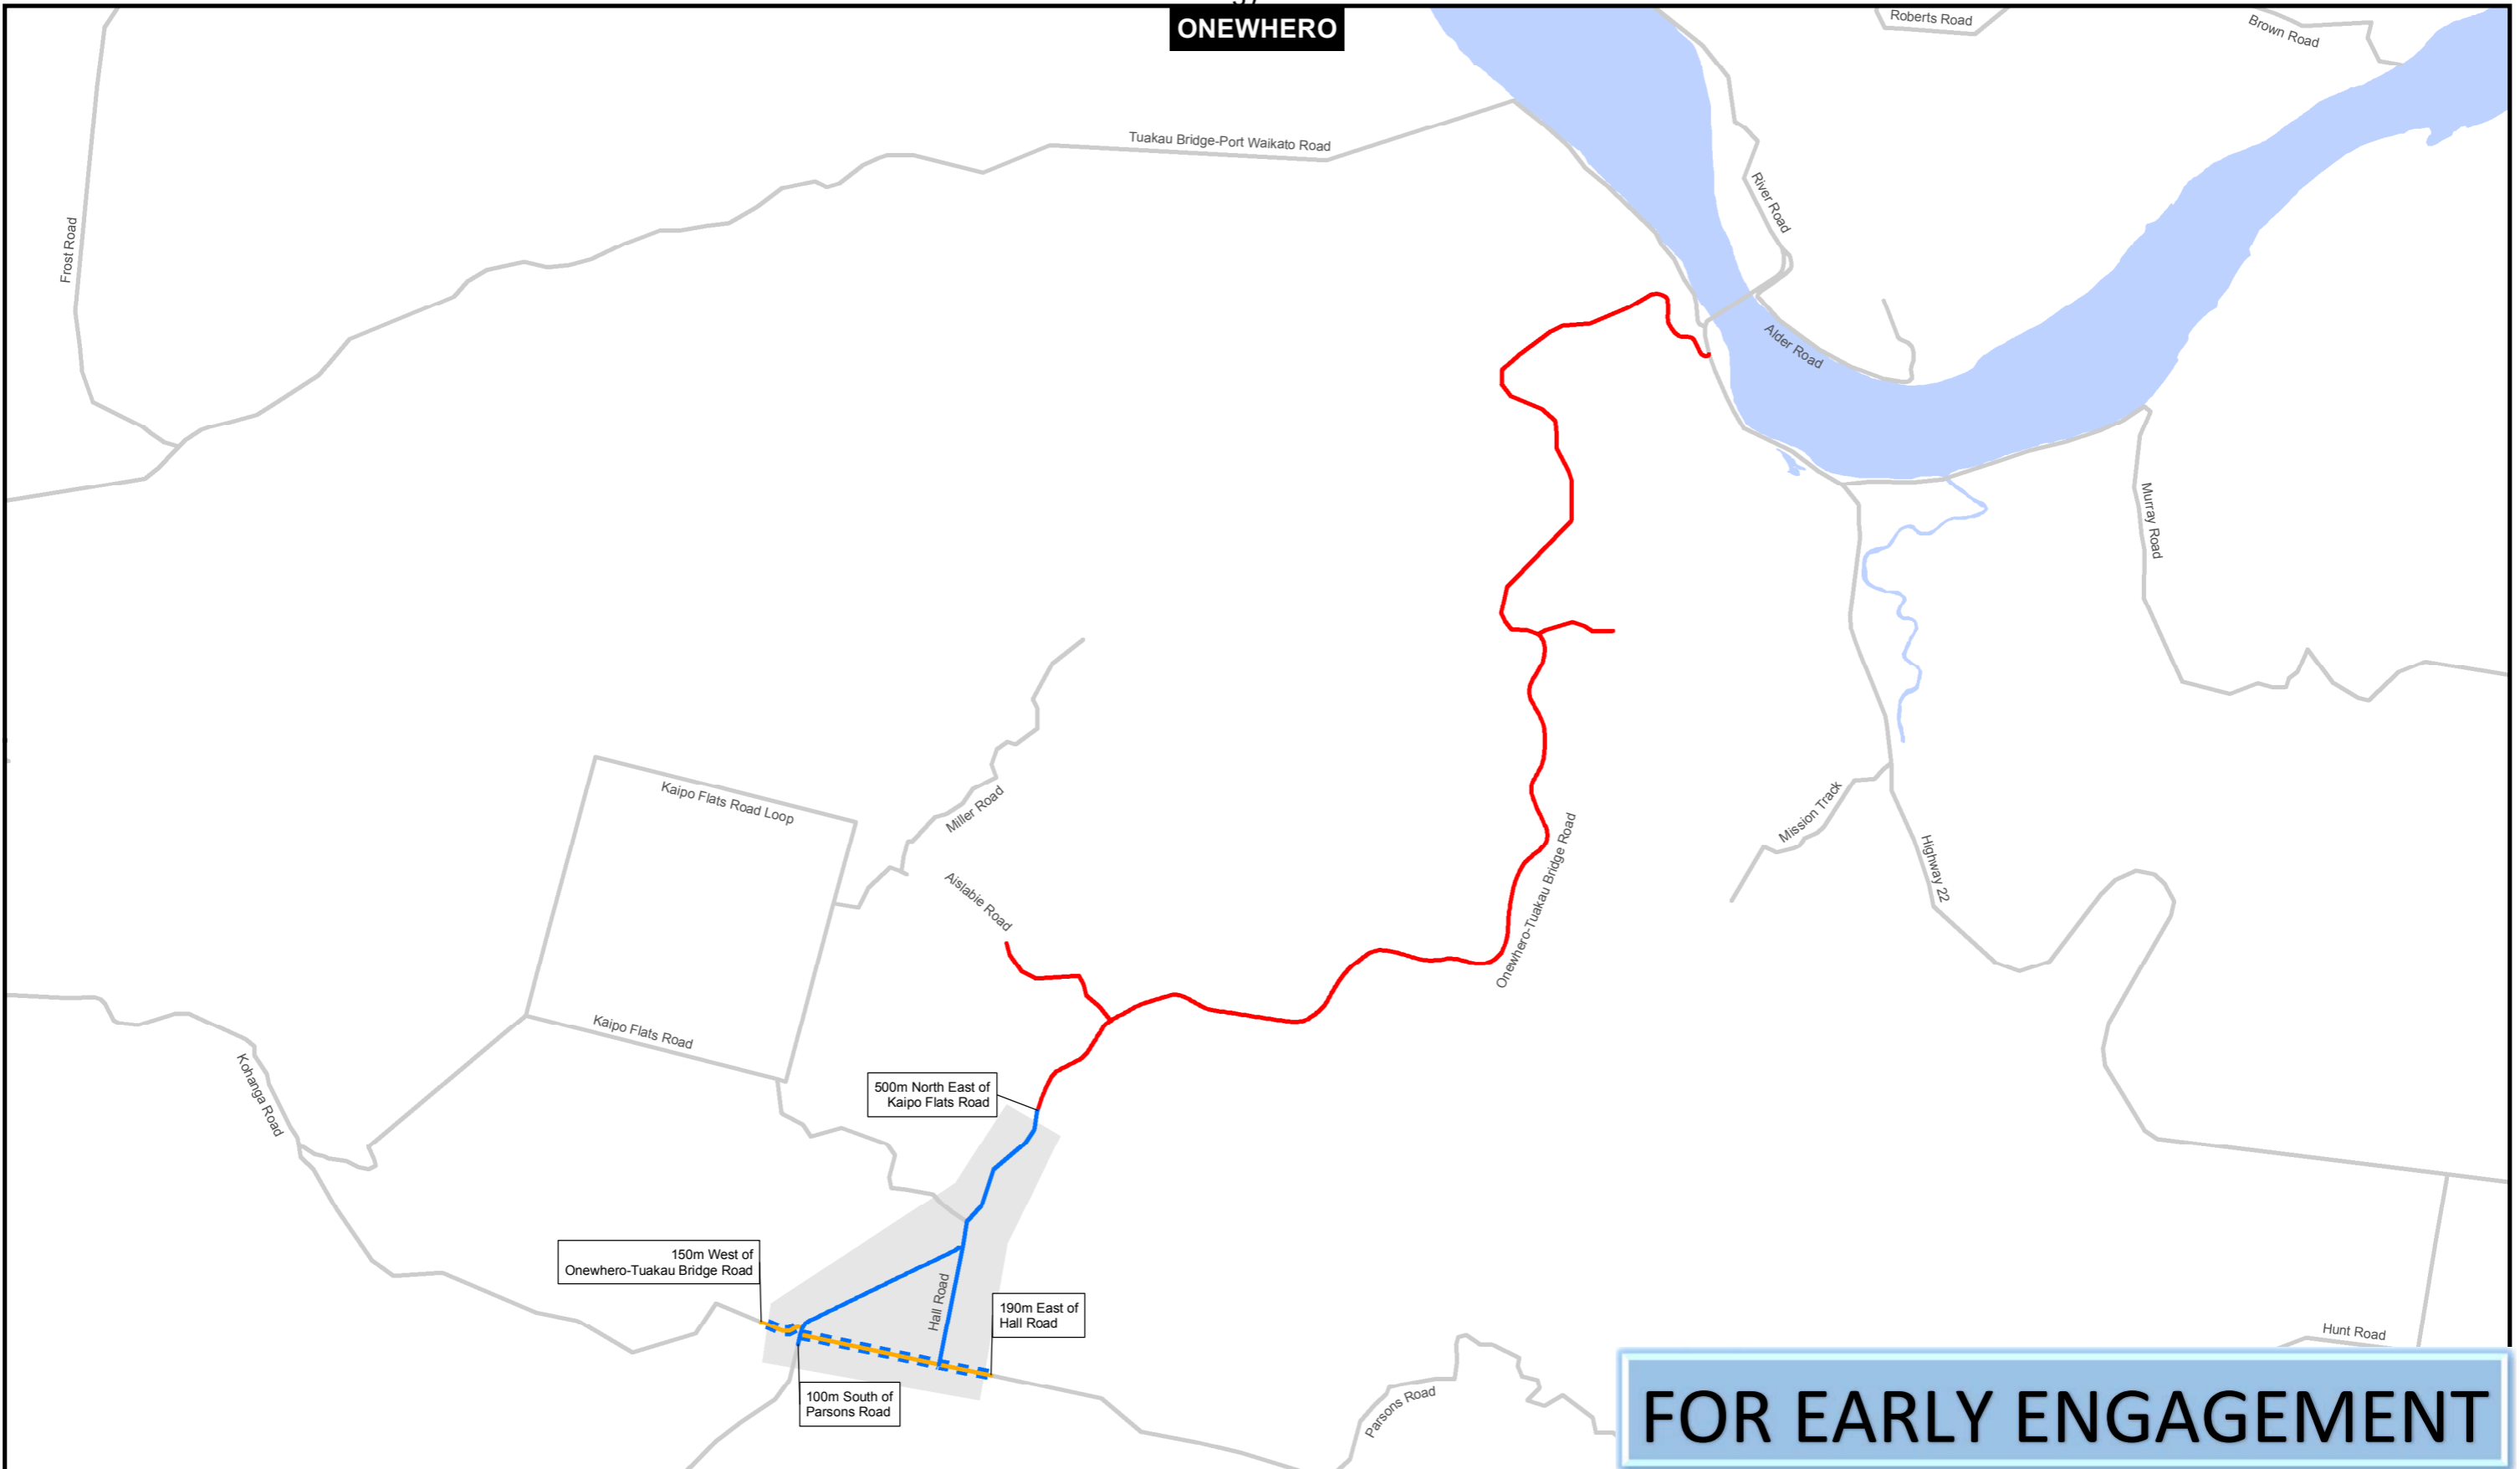 ONEWHERO
Roberts Road
Brown Road
Tuakau Bridge-Port Waikato Road
River Road
Frost Road
Alder Road
Murray Road
Kaipo Flats Road Loop
Miller Road
Mission Track
Onewhero-Tuakau Bridge Road
Highway 22
Aislabie Road
Kaipo Flats Road
Kohanga Road
500m North East of
Kaipo Flats Road
150m West of
Onewhero-Tuakau Bridge Road
Hall Road
190m East of
Hall Road
Hunt Road
100m South of
Parsons Road
Parsons Road
FOR EARLY ENGAGEMENT